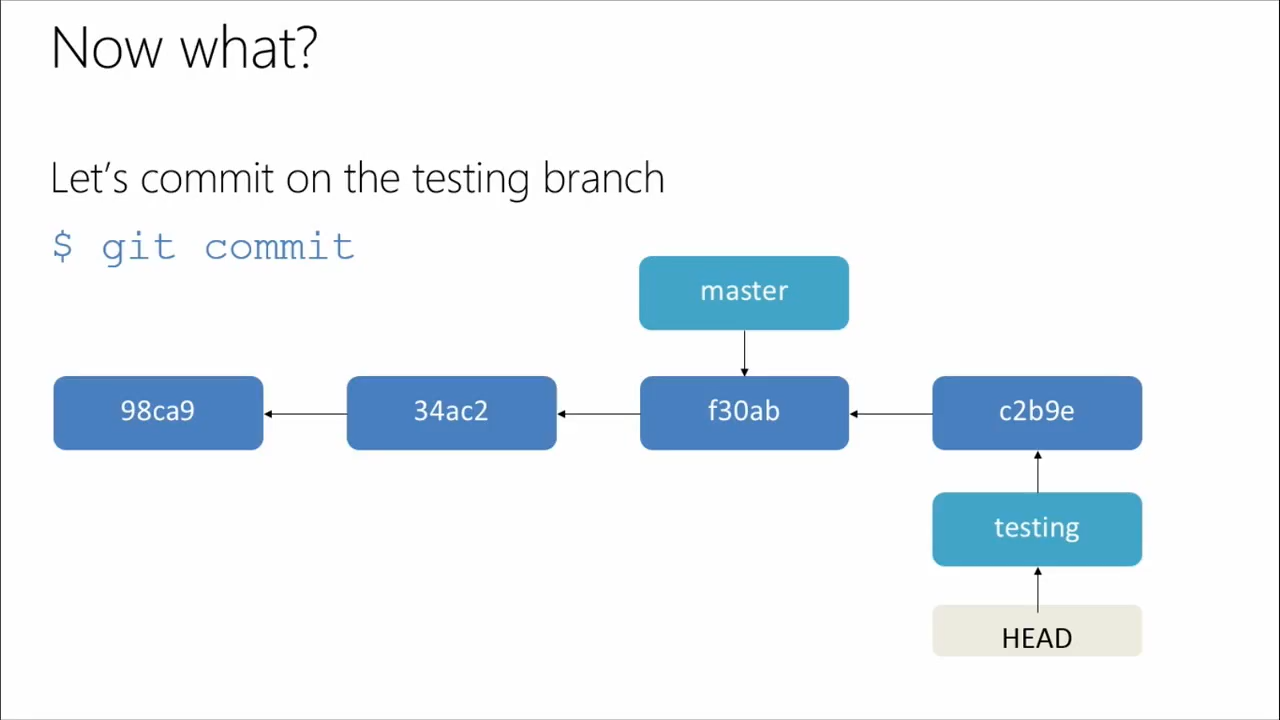 Now what?
Let’s commit on the testing branch
$ git commit
master
98ca9
34ac2
f30ab
c2b9e
testing
HEAD